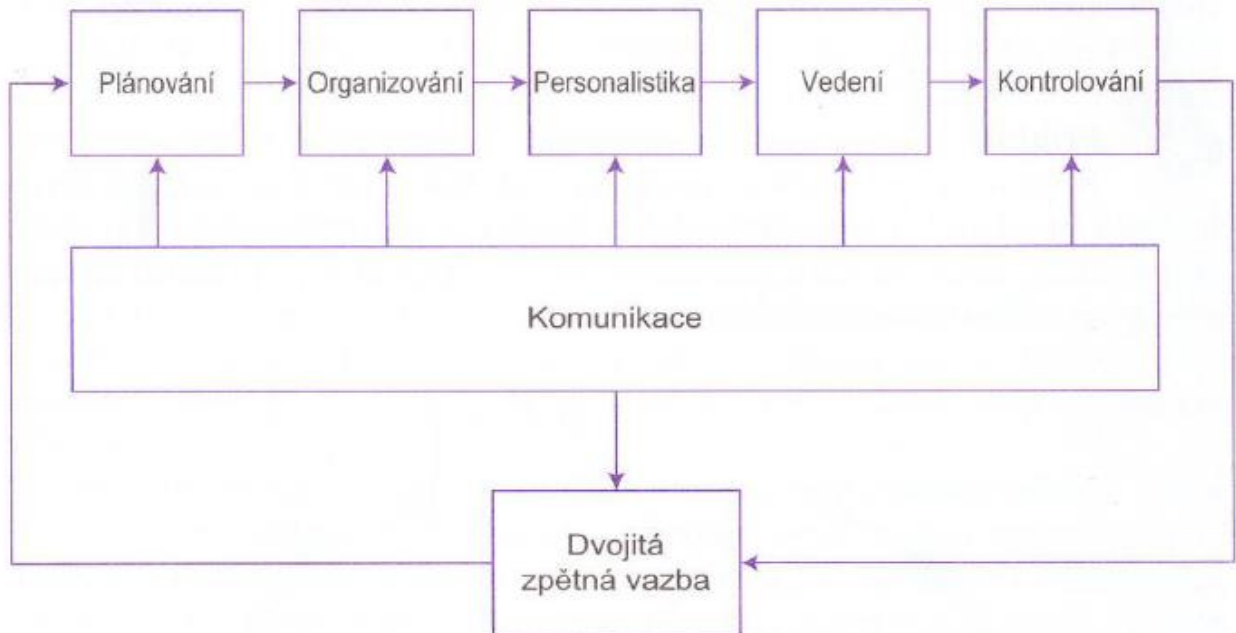 Plánování
Organizování
Personalistika
Vedení
Kontrolování
Komunikace
Dvojitá
zpětná vazba